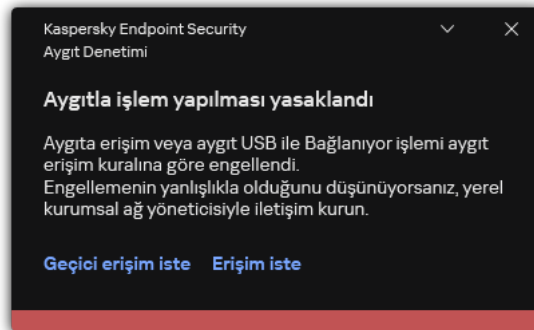 Kaspersky Endpoint Security
Aygıt Denetimi
Aygıtla işlem yapılması yasaklandı
Aygıta erişim veya aygıt USB ile Bağlanıyor işlemi aygıt
erişim kuralına göre engellendi.
Engellemenin yanlışlıkla olduğunu düşünüyorsanız, yerel
kurumsal ağ yöneticisiyle iletişim kurun.
Geçici erişim iste Erişim iste